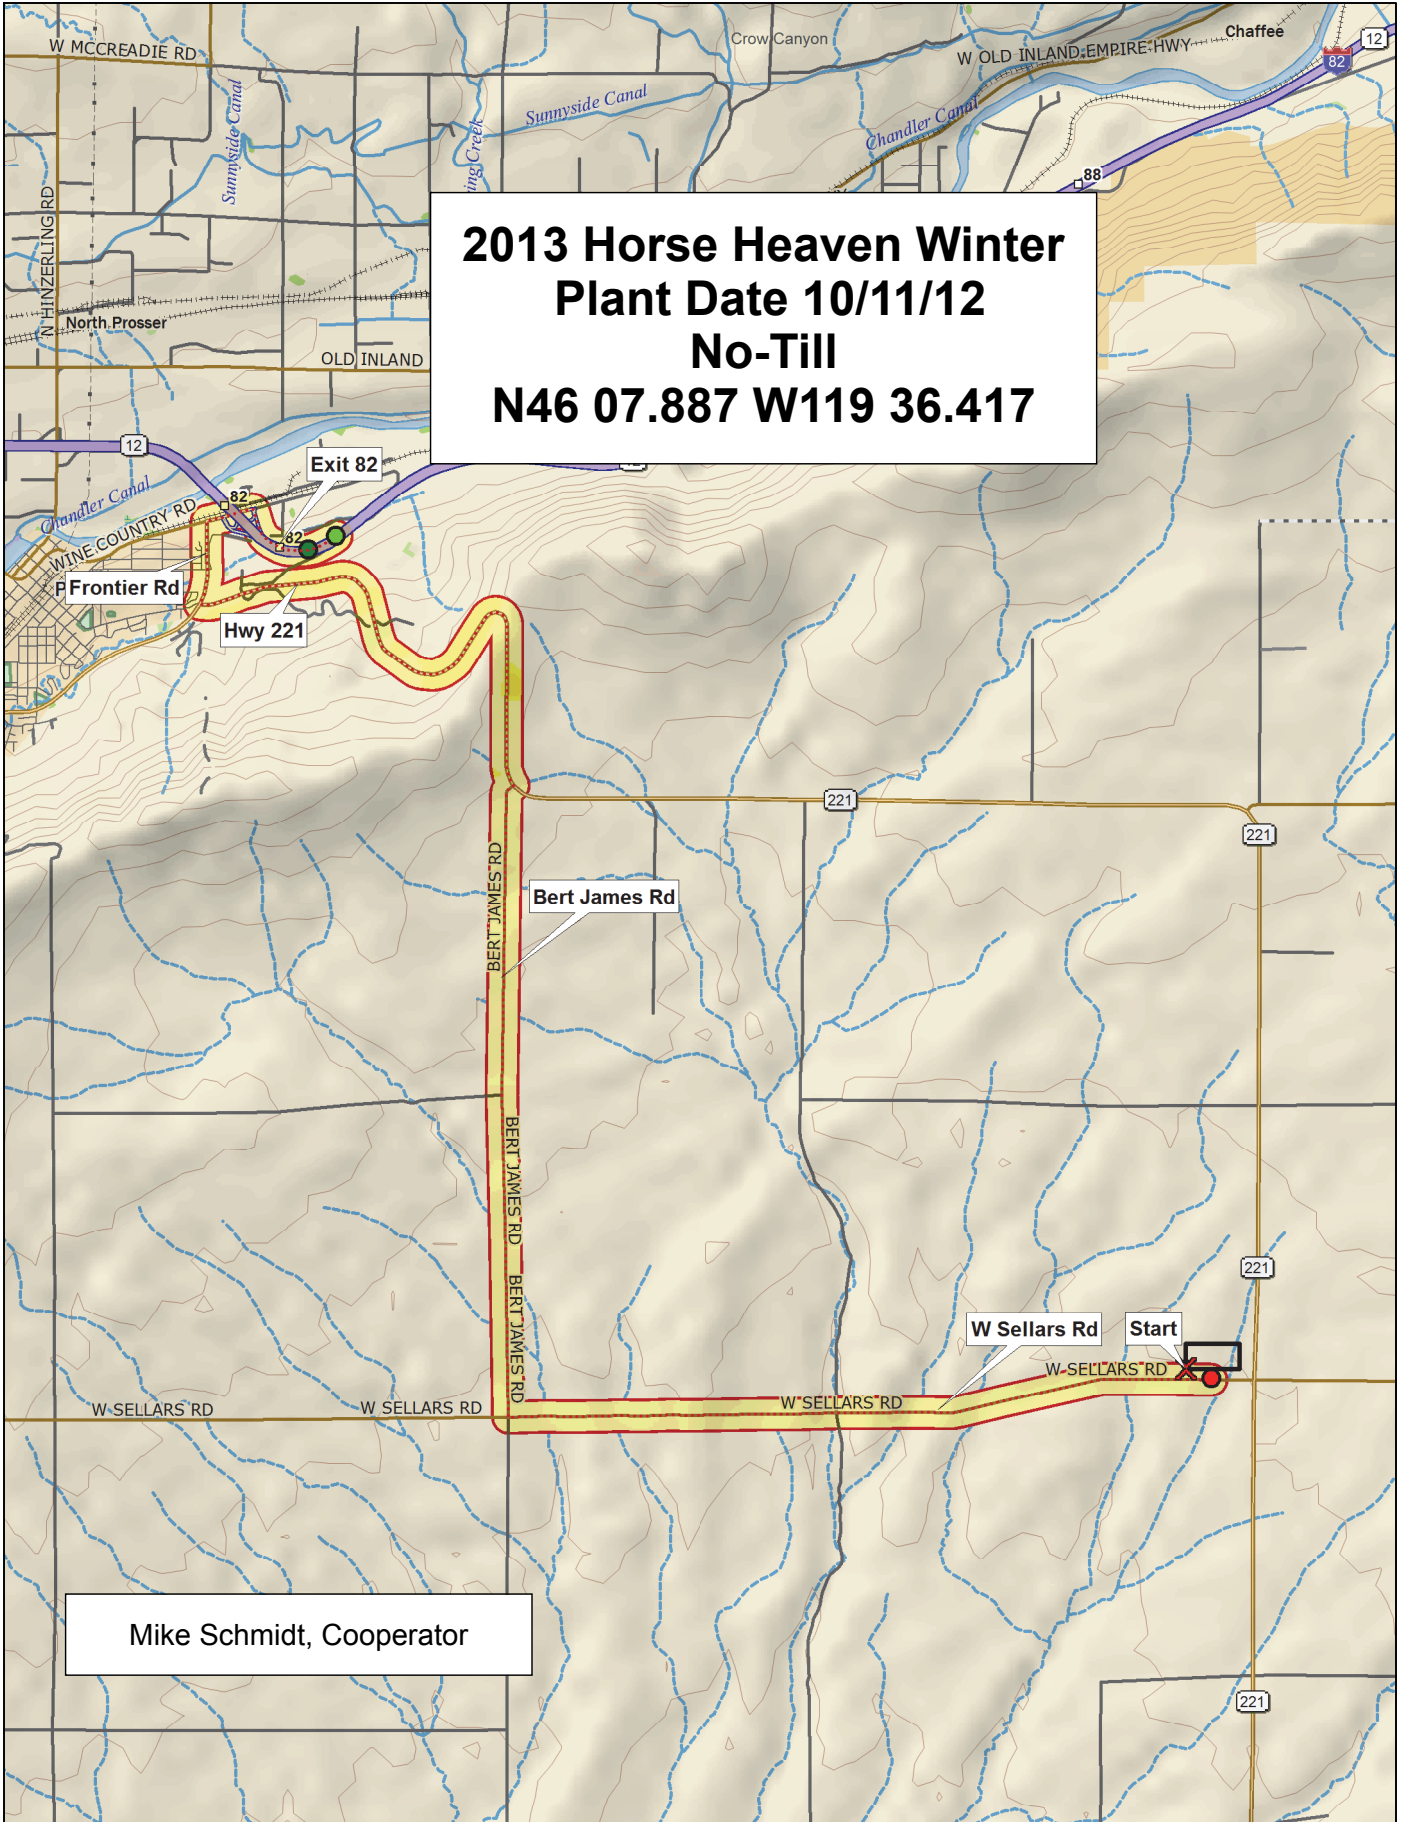 Crow Canyon
Chaffee
12
W MCCREADIE RD
W OLD INLAND EMPIRE HWY
82
Sunnyside Canal
Sunnyside Canal
Chandler Canal
ing Creek
88
N HINZERLING RD
2013 Horse Heaven Winter
Plant Date 10/11/12
No-Till
N46 07.887 W119 36.417
North Prosser
OLD INLAND
12
Exit 82
Chandler Canal
82
WINE COUNTRY RD
82
P
Frontier Rd
Hwy 221
221
221
BERT JAMES RD
Bert James Rd
BERT JAMES RD
221
BERT JAMES RD
W Sellars Rd
Start
W SELLARS RD
W SELLARS RD
W SELLARS RD
W SELLARS RD
Mike Schmidt, Cooperator
221